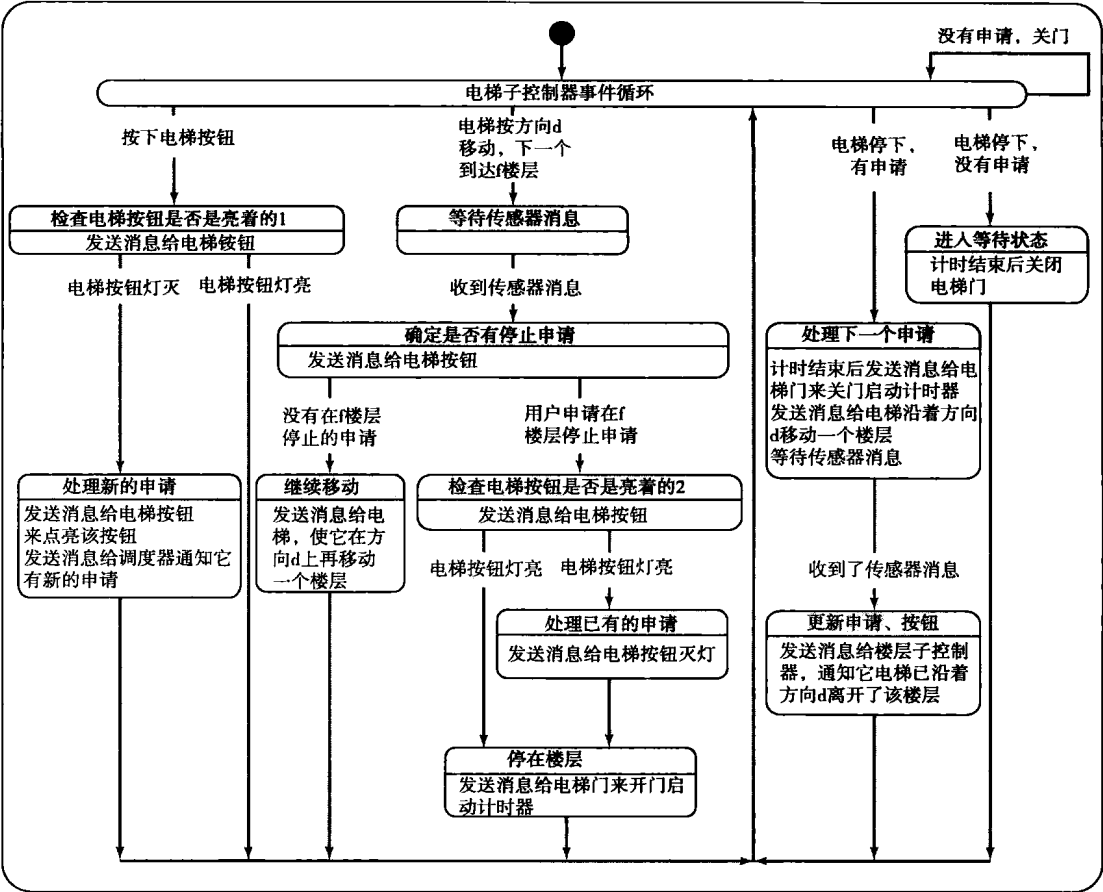 没有申请，关门
电梯子控制器事件循环
按下电梯按钮
电梯按方向d
移动，下一个
到达f楼层
电梯停下，
有申请
电梯停下，
没有申请
检查电梯按钮是否是亮着的1
发送消息给电梯铵钮
等待传感器消息
进入等待状态
计时结束后关闭
电梯门
电梯按钮灯灭
电梯按钮灯亮
收到传感器消息
确定是否有停止申请
发送消息给电梯按钮
处理下一个申请
计时结束后发送消息给电
梯门来关门启动计时器
发送消息给电梯沿着方向
d移动一个楼层
等待传感器消息
没有在f楼层
停止的申请
用户申请在f
楼层停止申请
处理新的申请
发送消息给电梯按钮
来点亮该按钮
发送消息给调度器通知它
有新的申请
继续移动
发送消息给电
梯，使它在方
向d上再移动
一个楼层
检查电梯按钮是否是亮着的2
发送消息给电梯按钮
电梯按钮灯亮
电梯按钮灯亮
收到了传感器消息
处理已有的申请
发送消息给电梯按钮灭灯
更新申请、按钮
发送消息给楼层子控制
器，通知它电梯已沿着
方向d离开了该楼层
停在楼层
发送消息给电梯门来开门启
动计时器